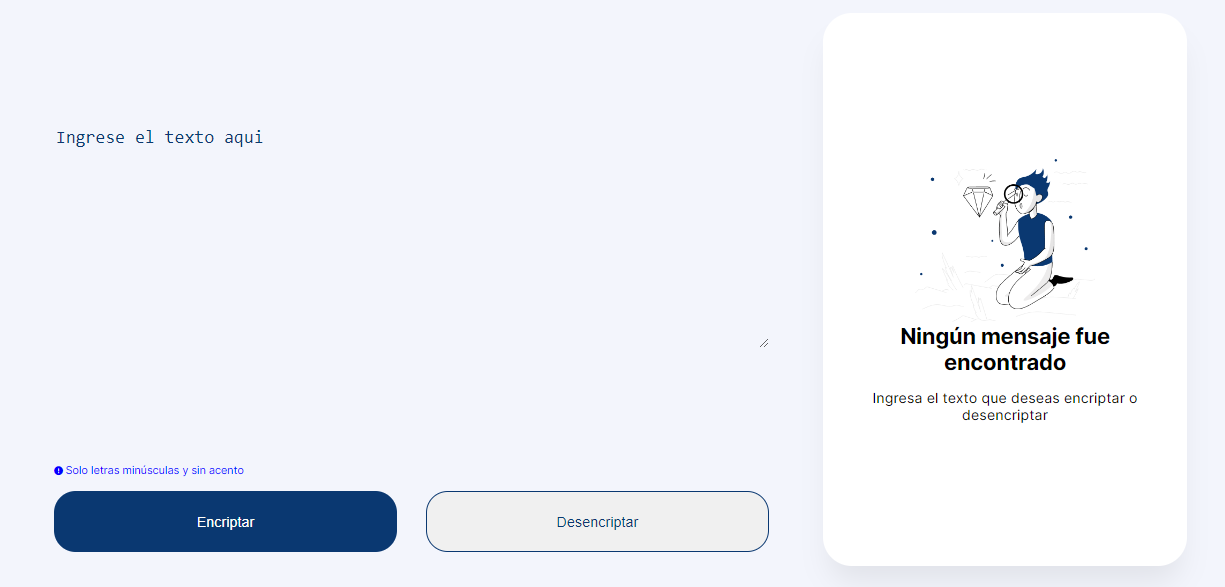 Ingrese el texto aqui
Solo letras minúsculas y sin acento
Encriptar
Desencriptar
Ningún mensaje fue
encontrado
Ingresa el texto que deseas encriptar o
desencriptar